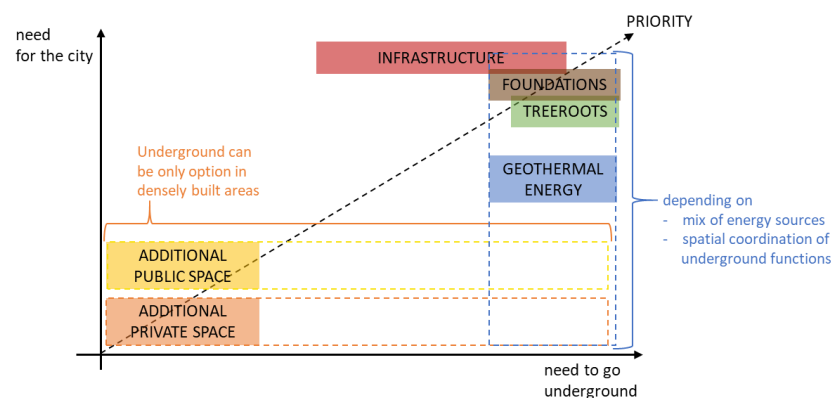 need
for the city
PRIORITY
INFRASTRUCTURE
FOUNDATIONS
TREEROOTS
Underground can
be only option in
densely built areas
GEOTHERMAL
ENERGY
depending on
- mix of energy sources
- spatial coordination of
underground functions
ADDITIONAL
PUBLIC SPACE
ADDITIONAL
PRIVATE SPACE
need to go
underground